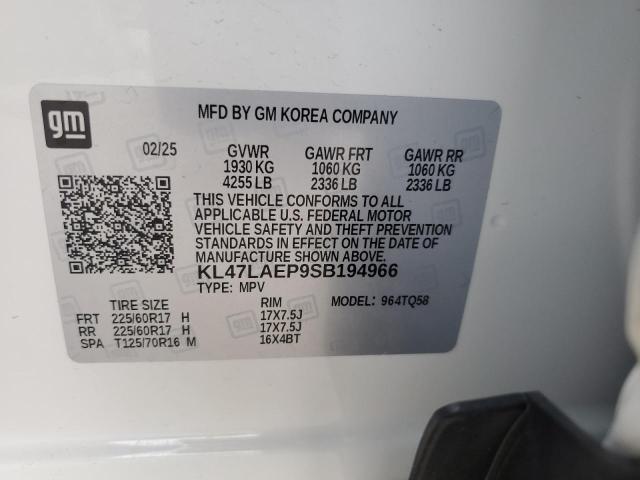 gm
MFD BY GM KOREA COMPANY
02/25 GVWR GAWR FRT GAWR RR
1930 KG 1060 KG 1060 KG
4255 LB 2336 LB 2336 LB
THIS VEHICLE CONFORMS TO ALL
APPLICABLE U.S. FEDERAL MOTOR
VEHICLE SAFETY AND THEFT PREVENTION
STANDARDS IN EFFECT ON THE DATE OF
MANUFACTURE SHOWN ABOVE.
KL47LAEP9SB194966
TYPE: MPV
TIRE SIZE RIM MODEL: 964TQ58
FRT 225/60R17 H 17X7.5J
RR 225/60R17 H 17X7.5J
SPA T125/70R16 M 16X4BT